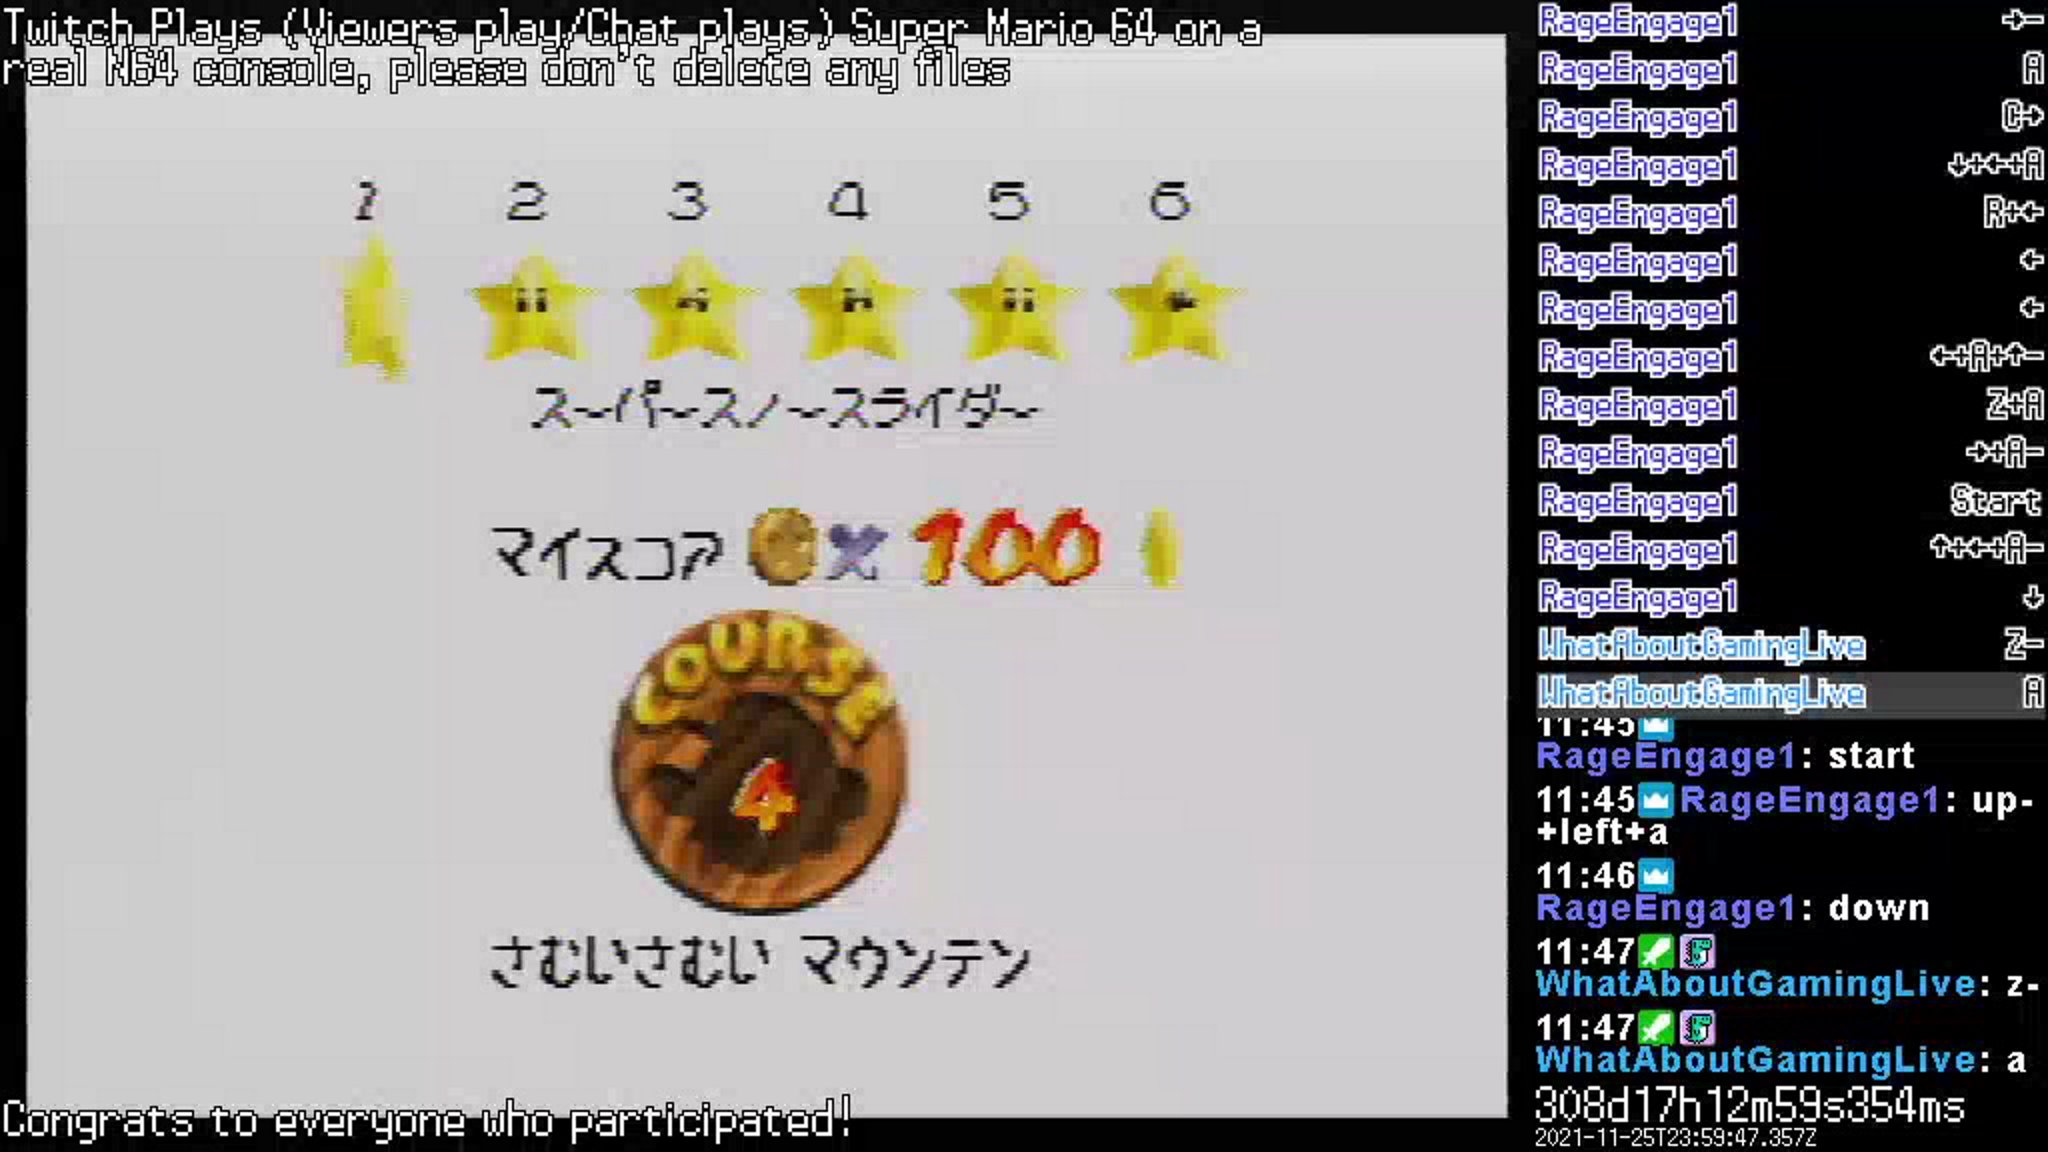 Twitch Plays (Viewers play/Chat plays) Super Mario 64 on a
real N64 console, please don't delete any files
1 2 3 4 5 6
スーパースノースライダー
マイスコア × 100
COURSE
4
さむいさむい マウンテン
Congrats to everyone who participated!
RageEngage1 →-
RageEngage1 A
RageEngage1 C→
RageEngage1 ↓+←+A
RageEngage1 R+←
RageEngage1 ←
RageEngage1 ←
RageEngage1 ←+A+↑-
RageEngage1 Z+A
RageEngage1 →+A-
RageEngage1 Start
RageEngage1 ↑+←+A-
RageEngage1 ↓
WhatAboutGamingLive Z-
WhatAboutGamingLive A
11:45
RageEngage1: start
11:45 RageEngage1: up-
+left+a
11:46
RageEngage1: down
11:47
WhatAboutGamingLive: z-
11:47
WhatAboutGamingLive: a
308d17h12m59s354ms
2021-11-25T23:59:47.357Z